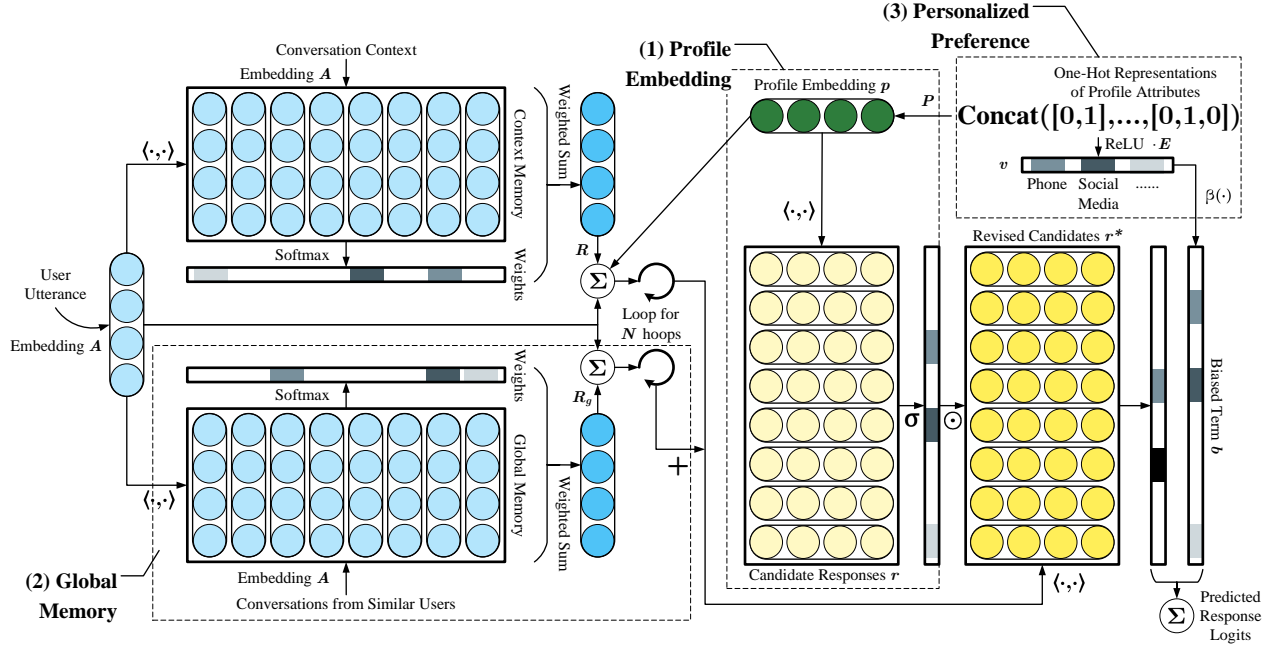 Conversation Context
Embedding A
⟨·,·⟩
Context Memory
Softmax
Weighted Sum
Weights
R
Σ
Loop for
N hoops
User
Utterance
Embedding A
Weights
Softmax
Σ
R_g
Global Memory
Weighted Sum
⟨·,·⟩
+
Embedding A
Conversations from Similar Users
(2) Global
Memory
(1) Profile
Embedding
Profile Embedding p
P
⟨·,·⟩
Candidate Responses r
σ
⊙
(3) Personalized
Preference
One-Hot Representations
of Profile Attributes
Concat([0,1],...,[0,1,0])
ReLU · E
v
Phone
Social
Media
......
β(·)
Revised Candidates r*
⟨·,·⟩
Biased Term b
Σ
Predicted
Response
Logits